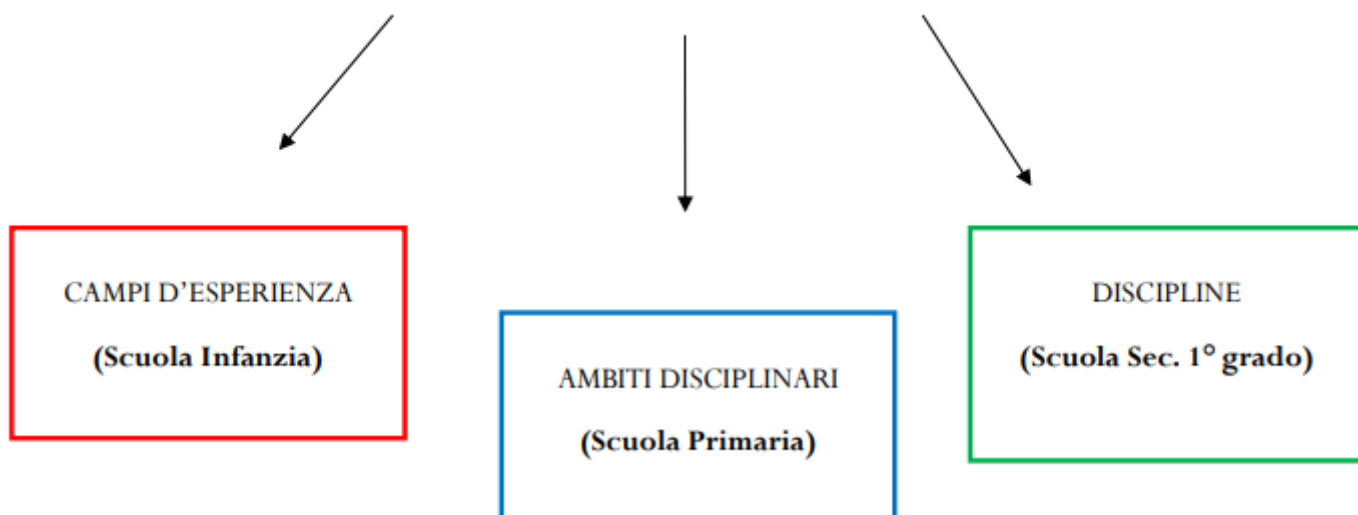 CAMPI D’ESPERIENZA
(Scuola Infanzia)
AMBITI DISCIPLINARI
(Scuola Primaria)
DISCIPLINE
(Scuola Sec. 1° grado)